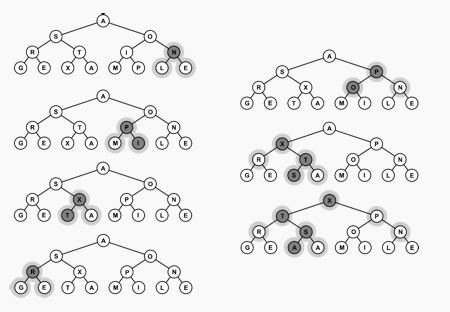 A
S O
R T I N
G E X A M P L E
A
S O
R T P N
G E X A M I L E
A
S O
R X P N
G E T A M I L E
A
S O
R X P N
G E T A M I L E
A
S P
R X O N
G E T A M I L E
A
X P
R T O N
G E S A M I L E
X
T P
R S O N
G E A A M I L E